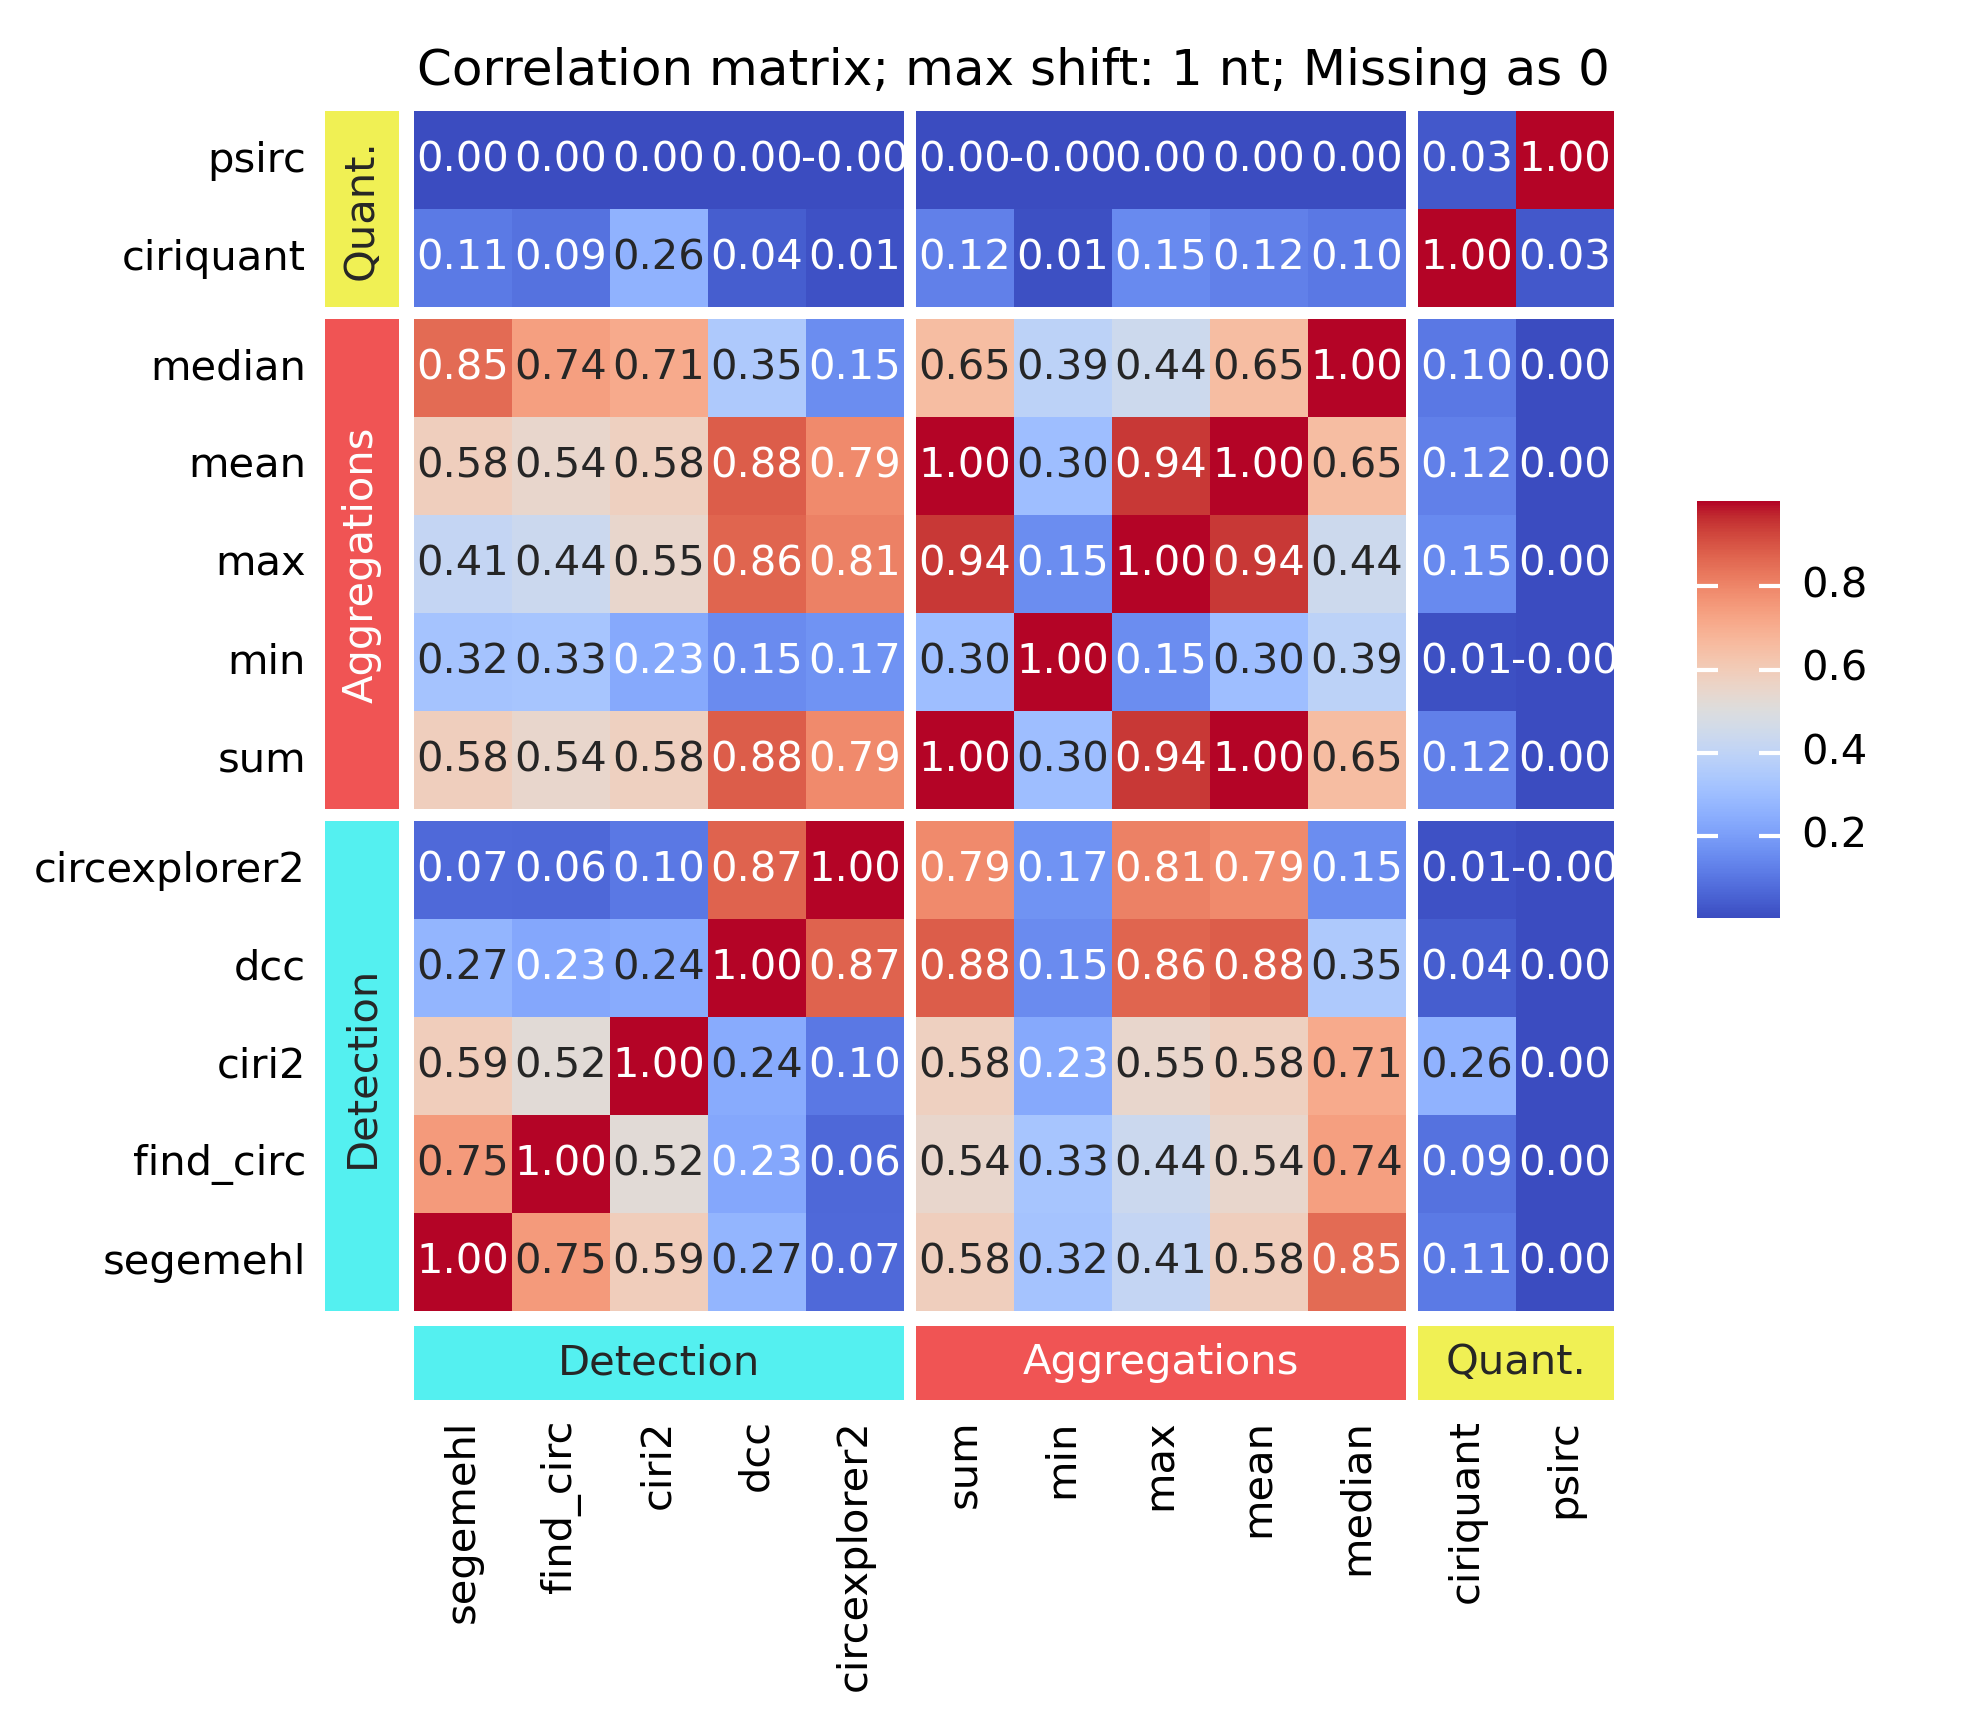 Correlation matrix; max shift: 1 nt; Missing as 0
psirc 0.00 0.00 0.00 0.00 -0.00 0.00 -0.00 0.00 0.00 0.00 0.03 1.00
ciriquant 0.11 0.09 0.26 0.04 0.01 0.12 0.01 0.15 0.12 0.10 1.00 0.03
Quant.
median 0.85 0.74 0.71 0.35 0.15 0.65 0.39 0.44 0.65 1.00 0.10 0.00
mean 0.58 0.54 0.58 0.88 0.79 1.00 0.30 0.94 1.00 0.65 0.12 0.00
max 0.41 0.44 0.55 0.86 0.81 0.94 0.15 1.00 0.94 0.44 0.15 0.00
min 0.32 0.33 0.23 0.15 0.17 0.30 1.00 0.15 0.30 0.39 0.01 -0.00
sum 0.58 0.54 0.58 0.88 0.79 1.00 0.30 0.94 1.00 0.65 0.12 0.00
Aggregations
circexplorer2 0.07 0.06 0.10 0.87 1.00 0.79 0.17 0.81 0.79 0.15 0.01 -0.00
dcc 0.27 0.23 0.24 1.00 0.87 0.88 0.15 0.86 0.88 0.35 0.04 0.00
ciri2 0.59 0.52 1.00 0.24 0.10 0.58 0.23 0.55 0.58 0.71 0.26 0.00
find_circ 0.75 1.00 0.52 0.23 0.06 0.54 0.33 0.44 0.54 0.74 0.09 0.00
segemehl 1.00 0.75 0.59 0.27 0.07 0.58 0.32 0.41 0.58 0.85 0.11 0.00
Detection
Detection Aggregations Quant.
segemehl find_circ ciri2 dcc circexplorer2 sum min max mean median ciriquant psirc
0.8
0.6
0.4
0.2